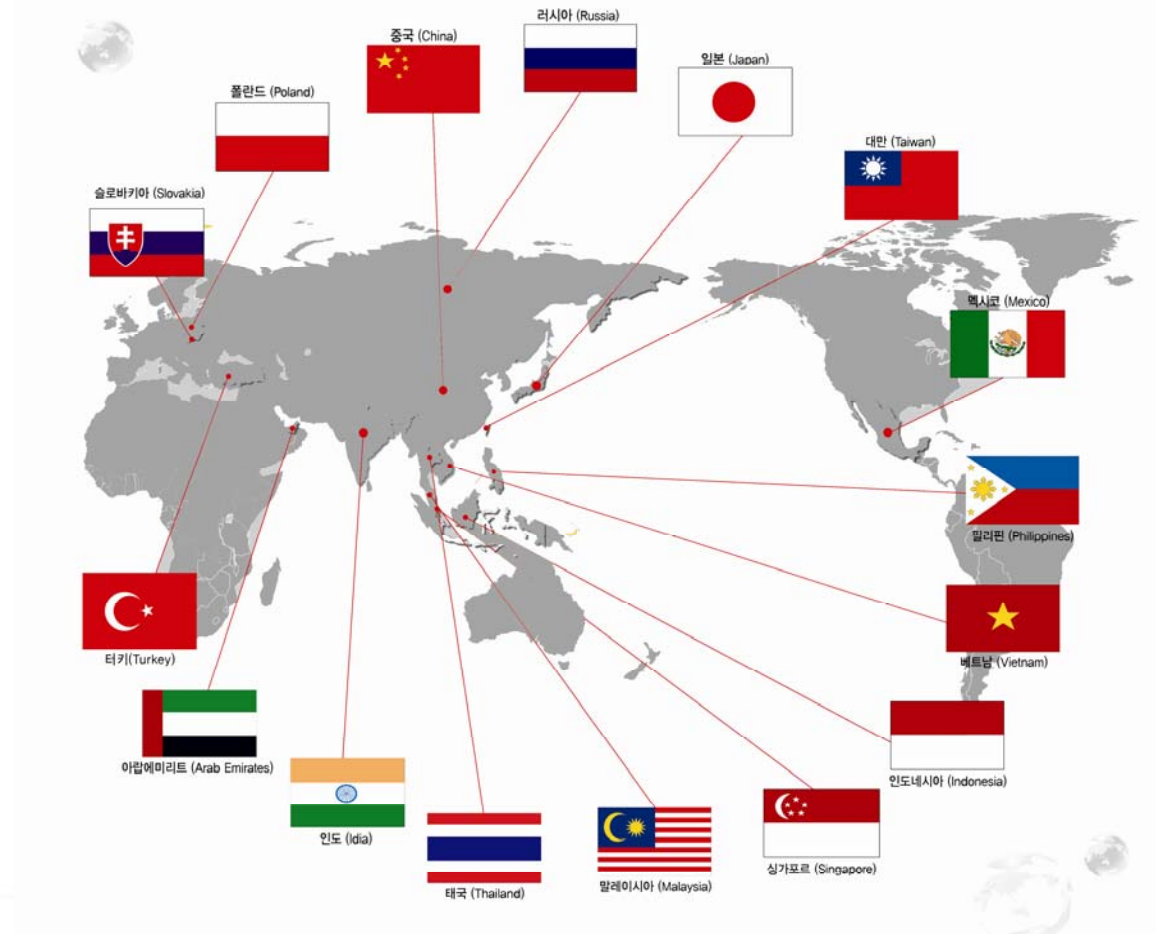 러시아 (Russia)
중국 (China)
일본 (Japan)
폴란드 (Poland)
대만 (Taiwan)
슬로바키아 (Slovakia)
멕시코 (Mexico)
필리핀 (Philippines)
터키(Turkey)
베트남 (Vietnam)
아랍에미리트 (Arab Emirates)
인도네시아 (Indonesia)
인도 (Idia)
싱가포르 (Singapore)
말레이시아 (Malaysia)
태국 (Thailand)